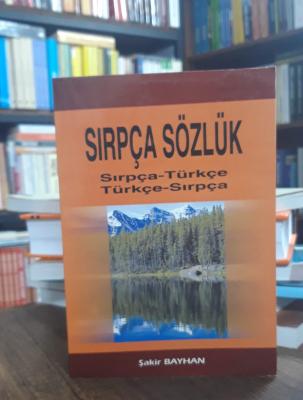 SIRPÇA SÖZLÜK
Sırpça-Türkçe
Türkçe-Sırpça
Şakir BAYHAN